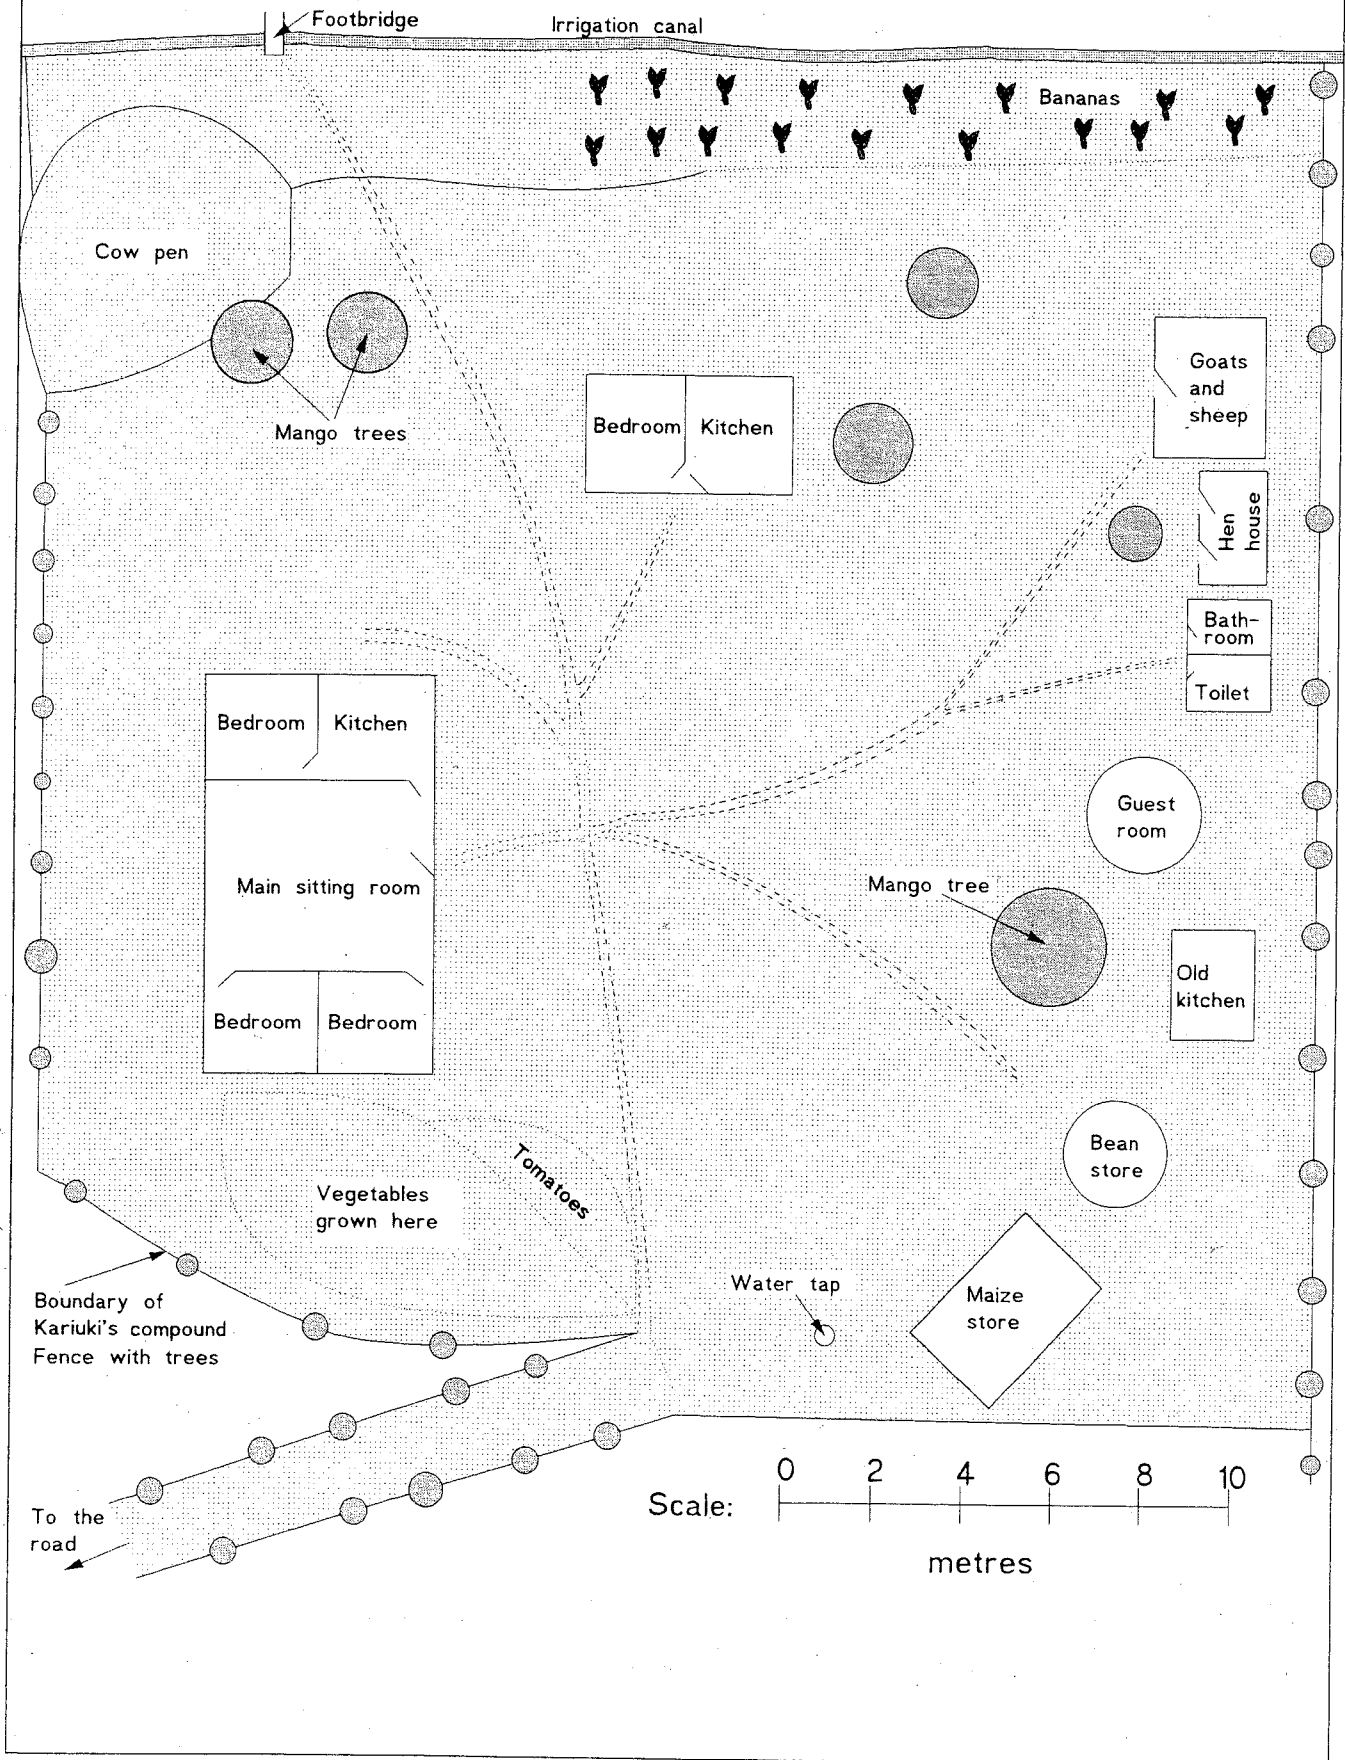 Footbridge
Irrigation canal
Bananas
Cow pen
Mango trees
Bedroom
Kitchen
Goats
and
sheep
Hen
house
Bath-
room
Toilet
Bedroom
Kitchen
Main sitting room
Bedroom
Bedroom
Guest
room
Mango tree
Old
kitchen
Bean
store
Tomatoes
Vegetables
grown here
Water tap
Maize
store
Boundary of
Kariuki's compound
Fence with trees
To the
road
Scale:
0 2 4 6 8 10
metres